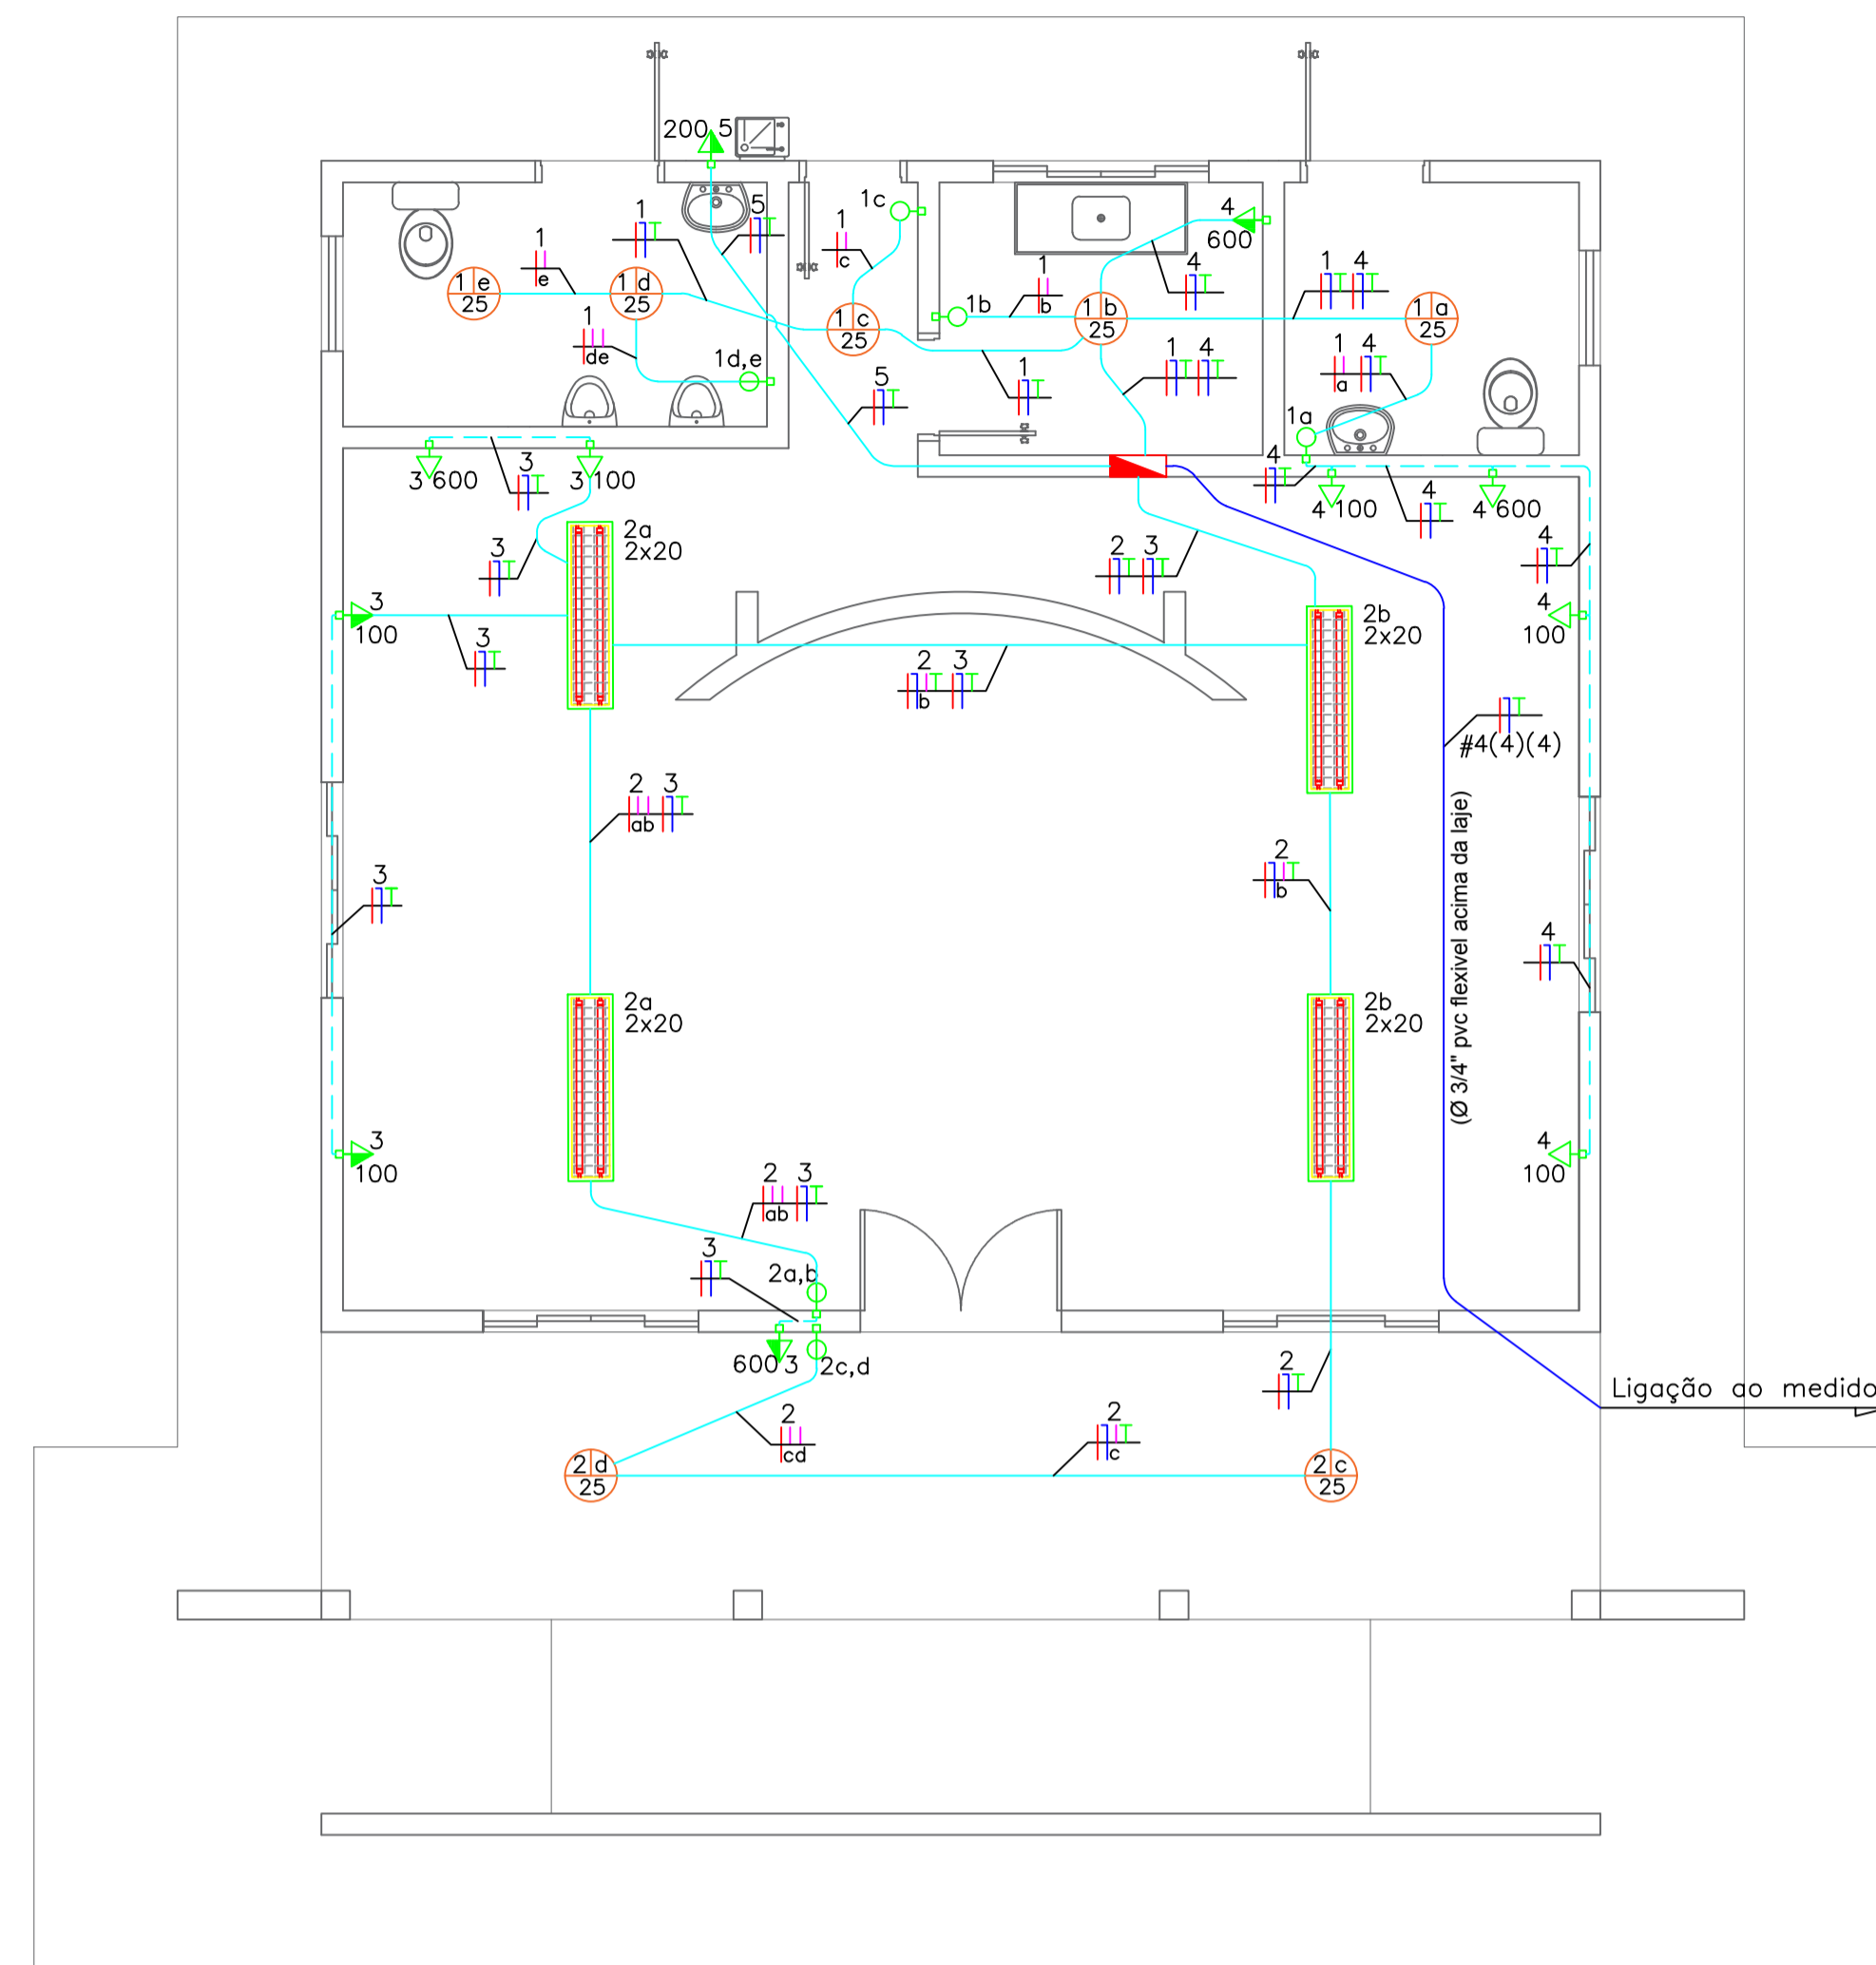 200 5
1
5
1c
1
c
4
600
1
e
1 e
25
1 d
25
1 c
25
1b
1
b
1 b
25
4
1 4
1 a
25
1
de
1d,e
5
1
1 4
1 4
a
1a
3 600
3 100
3
3
4
4 100
4 600
4
4
2a
2x20
2 3
2b
2x20
3
100
3
4
100
2 3
b
#4(4)(4)
(Ø 3/4" pvc flexivel acima da laje)
2 3
ab
2
b
3
4
2a
2x20
2b
2x20
3
100
4
100
2 3
ab
3
2a,b
600 3
2c,d
2
Ligação ao medido
2
cd
2
c
2 d
25
2 c
25